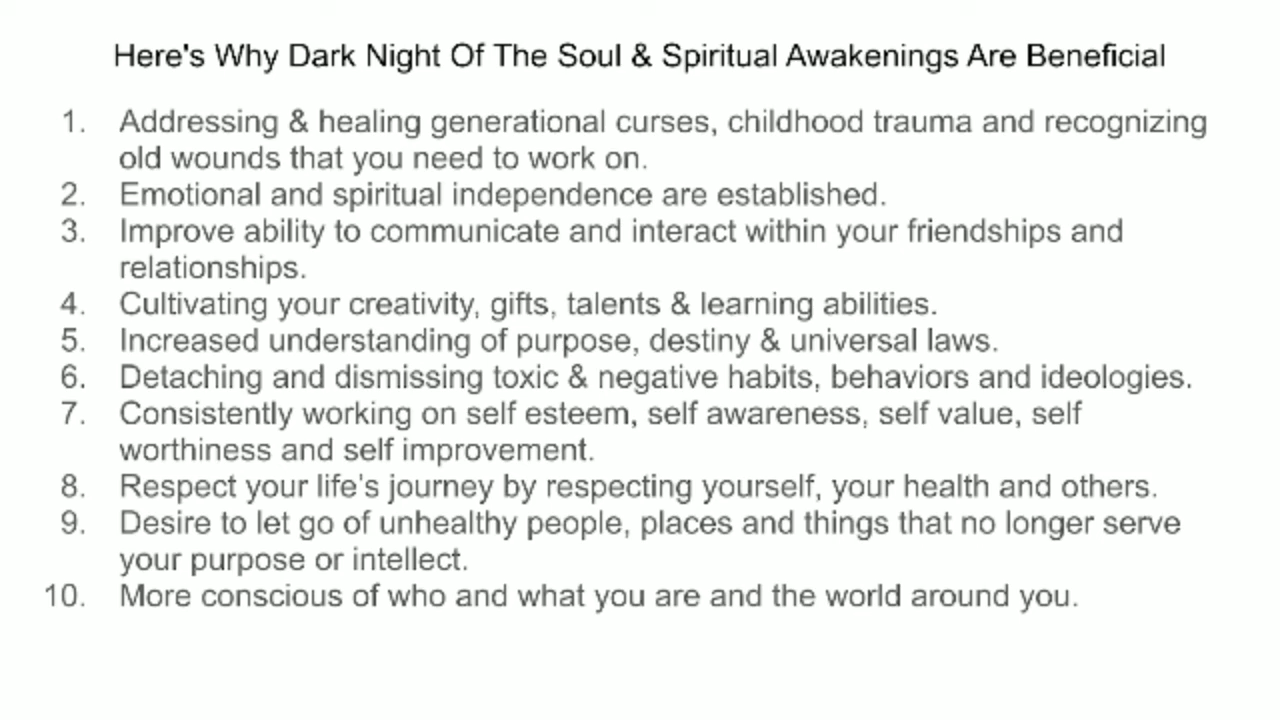 Here's Why Dark Night Of The Soul & Spiritual Awakenings Are Beneficial
1. Addressing & healing generational curses, childhood trauma and recognizing
old wounds that you need to work on.
2. Emotional and spiritual independence are established.
3. Improve ability to communicate and interact within your friendships and
relationships.
4. Cultivating your creativity, gifts, talents & learning abilities.
5. Increased understanding of purpose, destiny & universal laws.
6. Detaching and dismissing toxic & negative habits, behaviors and ideologies.
7. Consistently working on self esteem, self awareness, self value, self
worthiness and self improvement.
8. Respect your life's journey by respecting yourself, your health and others.
9. Desire to let go of unhealthy people, places and things that no longer serve
your purpose or intellect.
10. More conscious of who and what you are and the world around you.